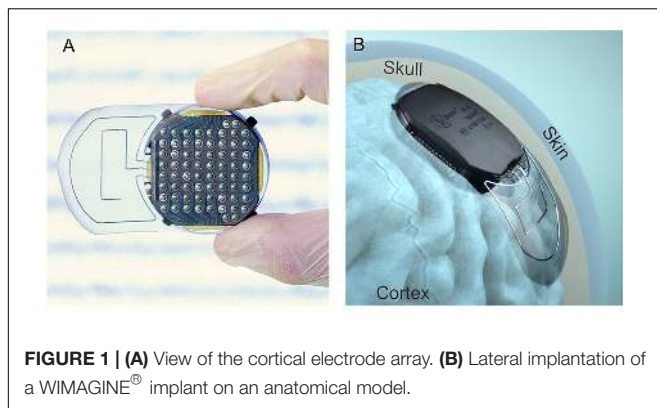 A
B
Skull
Skin
Cortex
FIGURE 1 | (A) View of the cortical electrode array. (B) Lateral implantation of
a WIMAGINE® implant on an anatomical model.